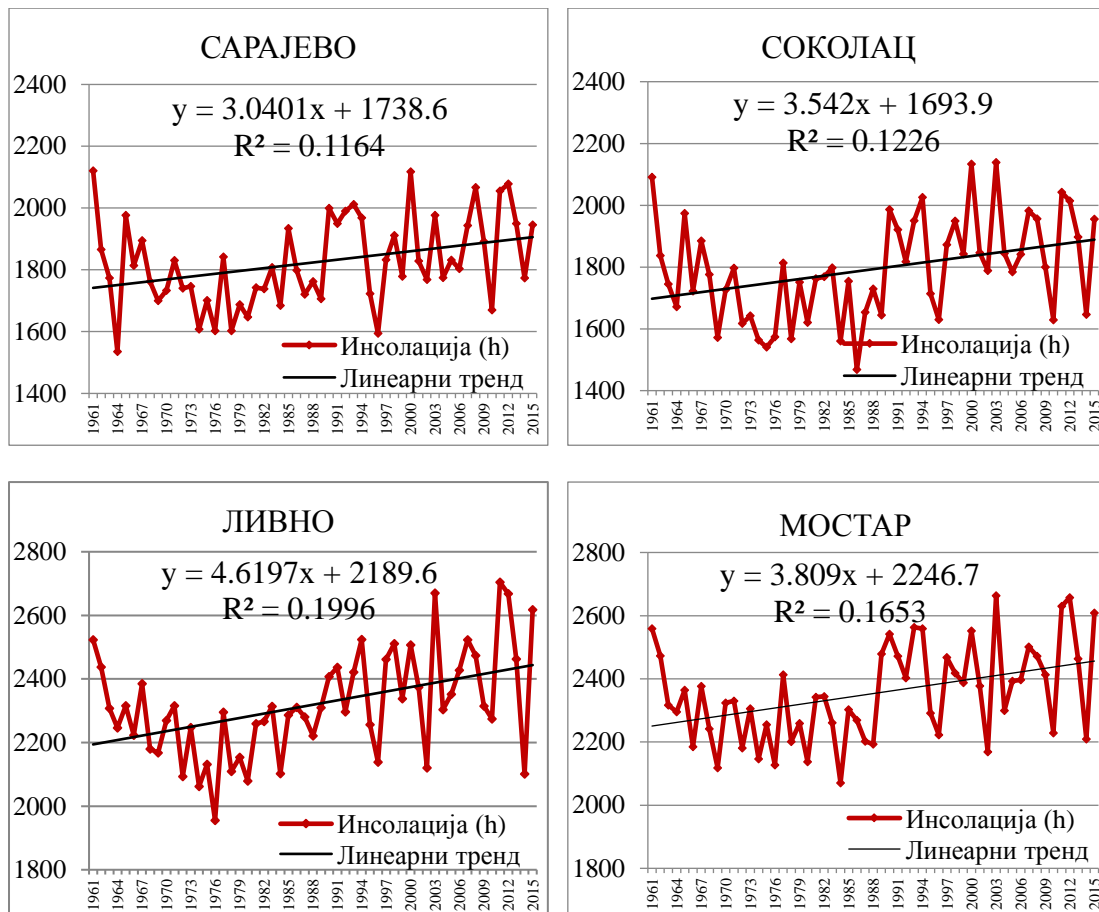 САРАЈЕВО
2400
2200
2000
1800
1600
1400
y = 3.0401x + 1738.6
R² = 0.1164
Инсолација (h)
Линеарни тренд
1961 1964 1967 1970 1973 1976 1979 1982 1985 1988 1991 1994 1997 2000 2003 2006 2009 2012 2015
СОКОЛАЦ
2400
2200
2000
1800
1600
1400
y = 3.542x + 1693.9
R² = 0.1226
Инсолација (h)
Линеарни тренд
1961 1964 1967 1970 1973 1976 1979 1982 1985 1988 1991 1994 1997 2000 2003 2006 2009 2012 2015
ЛИВНО
2800
2600
2400
2200
2000
1800
y = 4.6197x + 2189.6
R² = 0.1996
Инсолација (h)
Линеарни тренд
1961 1964 1967 1970 1973 1976 1979 1982 1985 1988 1991 1994 1997 2000 2003 2006 2009 2012 2015
МОСТАР
2800
2600
2400
2200
2000
1800
y = 3.809x + 2246.7
R² = 0.1653
Инсолација (h)
Линеарни тренд
1961 1964 1967 1970 1973 1976 1979 1982 1985 1988 1991 1994 1997 2000 2003 2006 2009 2012 2015